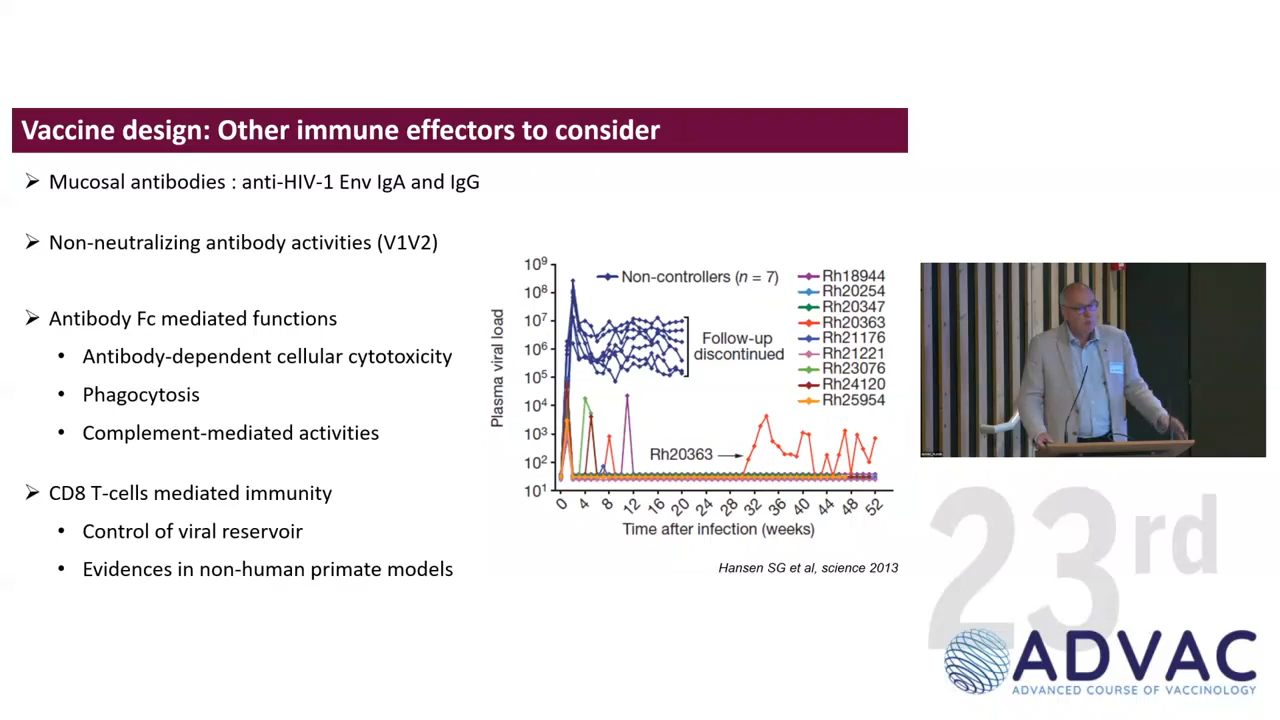 Vaccine design: Other immune effectors to consider
➢ Mucosal antibodies : anti-HIV-1 Env IgA and IgG
➢ Non-neutralizing antibody activities (V1V2)
➢ Antibody Fc mediated functions
• Antibody-dependent cellular cytotoxicity
• Phagocytosis
• Complement-mediated activities
➢ CD8 T-cells mediated immunity
• Control of viral reservoir
• Evidences in non-human primate models
Plasma viral load
10⁹
10⁸
10⁷
10⁶
10⁵
10⁴
10³
10²
10¹
Non-controllers (n = 7)
Follow-up
discontinued
Rh18944
Rh20254
Rh20347
Rh20363
Rh21176
Rh21221
Rh23076
Rh24120
Rh25954
Rh20363
0 4 8 12 16 20 24 28 32 36 40 44 48 52
Time after infection (weeks)
Hansen SG et al, science 2013
23rd
ADVAC
ADVANCED COURSE OF VACCINOLOGY